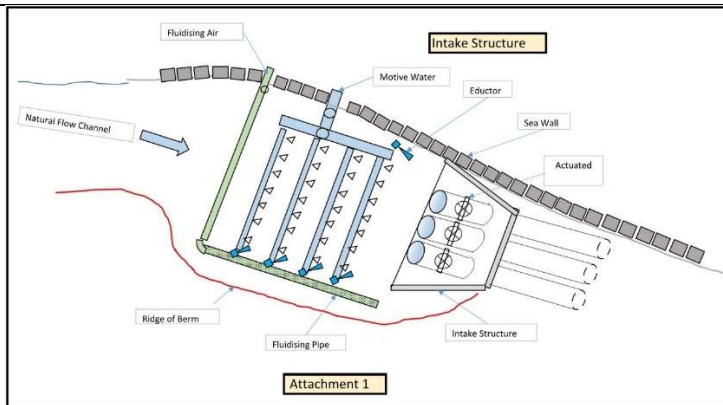 Fluidising Air
Intake Structure
Motive Water
Eductor
Natural Flow Channel
Sea Wall
Actuated
Ridge of Berm
Fluidising Pipe
Intake Structure
Attachment 1